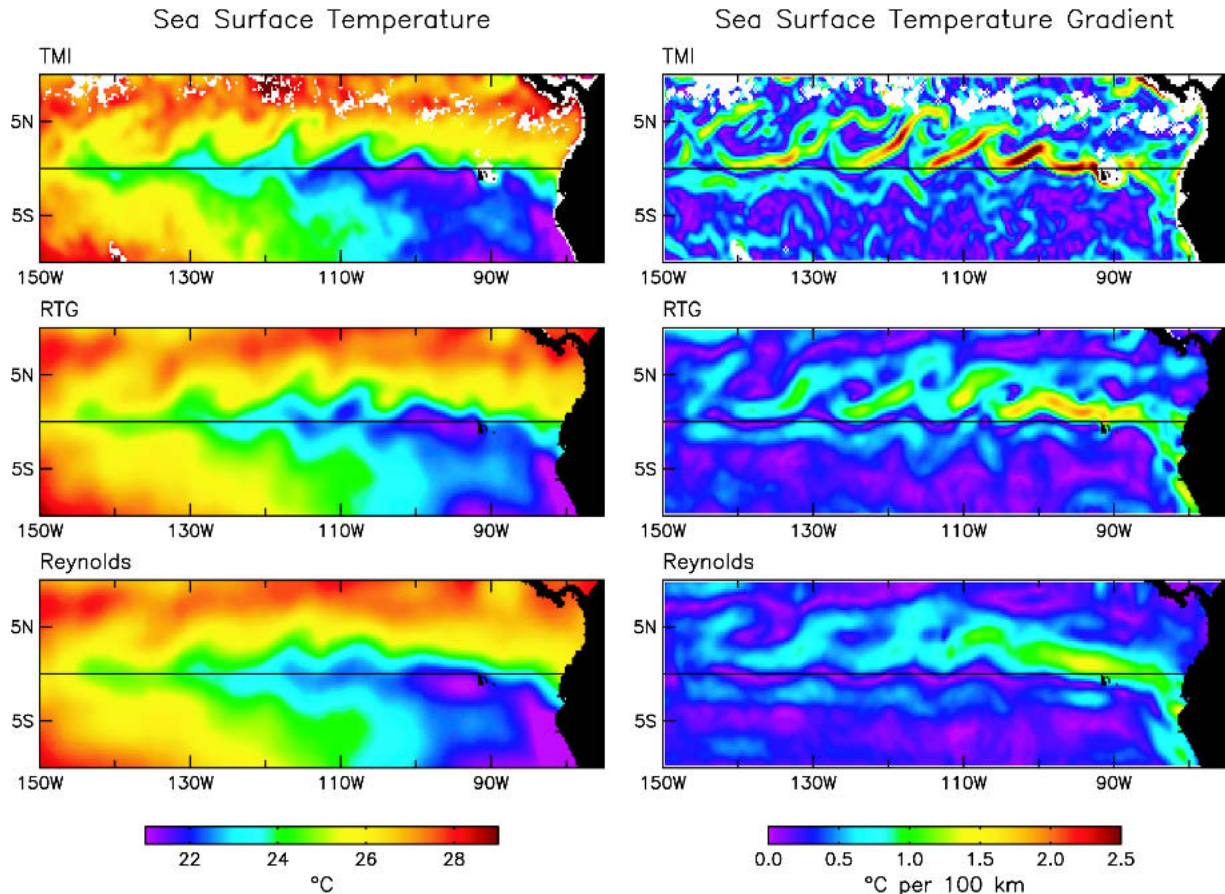 Sea Surface Temperature
Sea Surface Temperature Gradient
TMI
TMI
5N
5S
150W 130W 110W 90W
5N
5S
150W 130W 110W 90W
RTG
RTG
5N
5S
150W 130W 110W 90W
5N
5S
150W 130W 110W 90W
Reynolds
Reynolds
5N
5S
150W 130W 110W 90W
5N
5S
150W 130W 110W 90W
22 24 26 28
°C
0.0 0.5 1.0 1.5 2.0 2.5
°C per 100 km